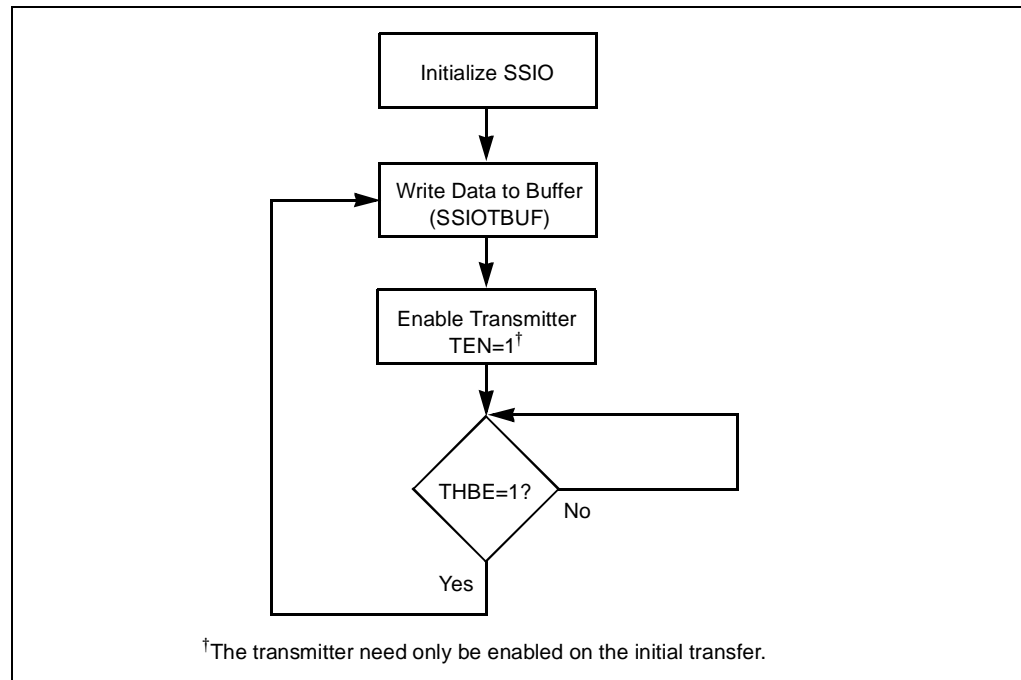 Initialize SSIO
Write Data to Buffer
(SSIOTBUF)
Enable Transmitter
TEN=1†
THBE=1?
No
Yes
†The transmitter need only be enabled on the initial transfer.